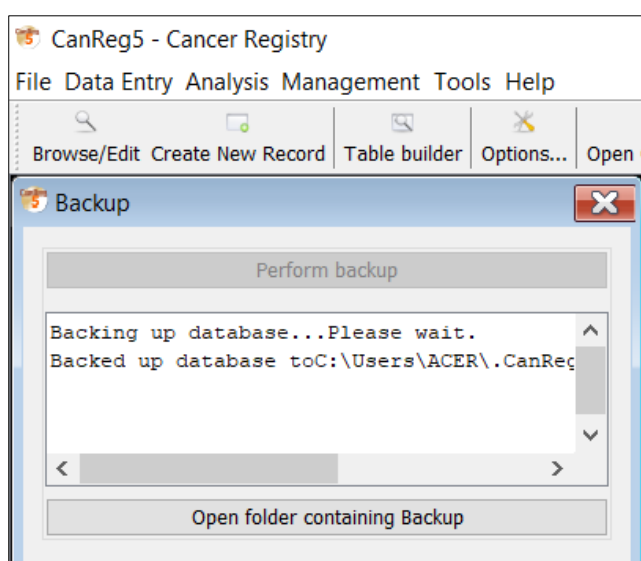 CanReg5 - Cancer Registry
File Data Entry Analysis Management Tools Help
Browse/Edit Create New Record Table builder Options... Open
Backup
Perform backup
Backing up database...Please wait.
Backed up database toC:\Users\ACER\.CanReg
Open folder containing Backup